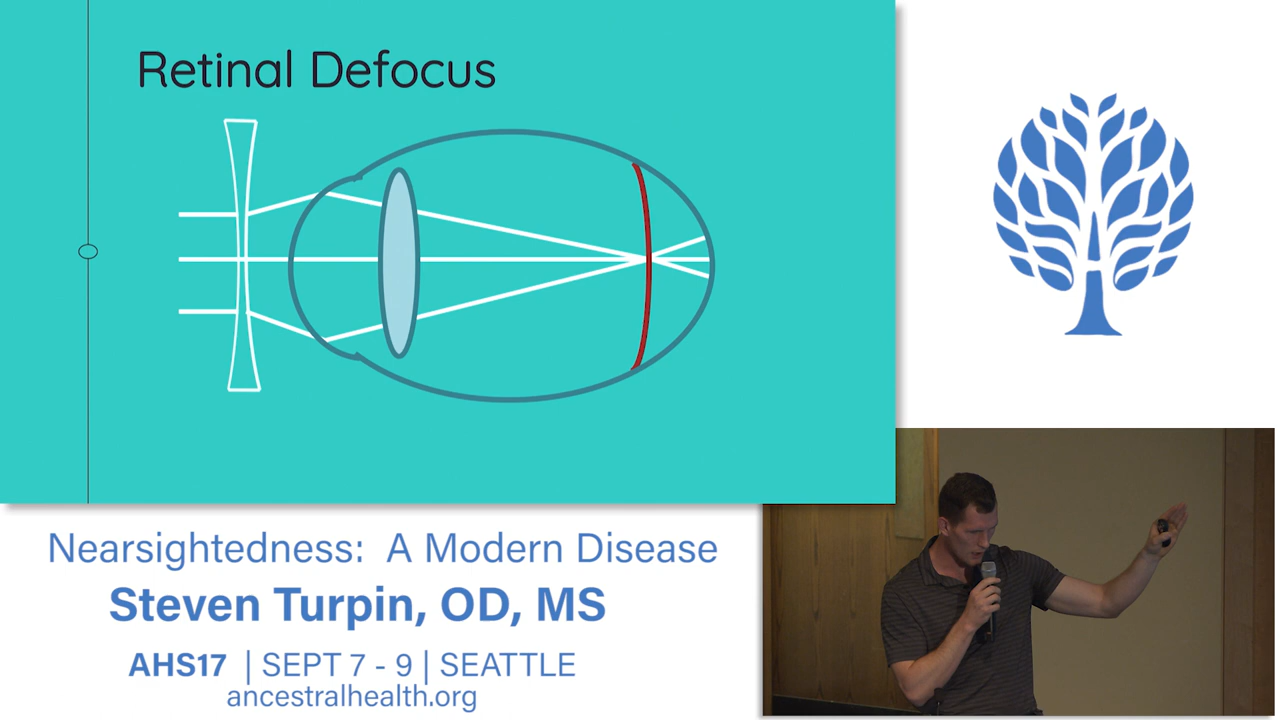 Retinal Defocus
Nearsightedness: A Modern Disease
Steven Turpin, OD, MS
AHS17 | SEPT 7 - 9 | SEATTLE
ancestralhealth.org